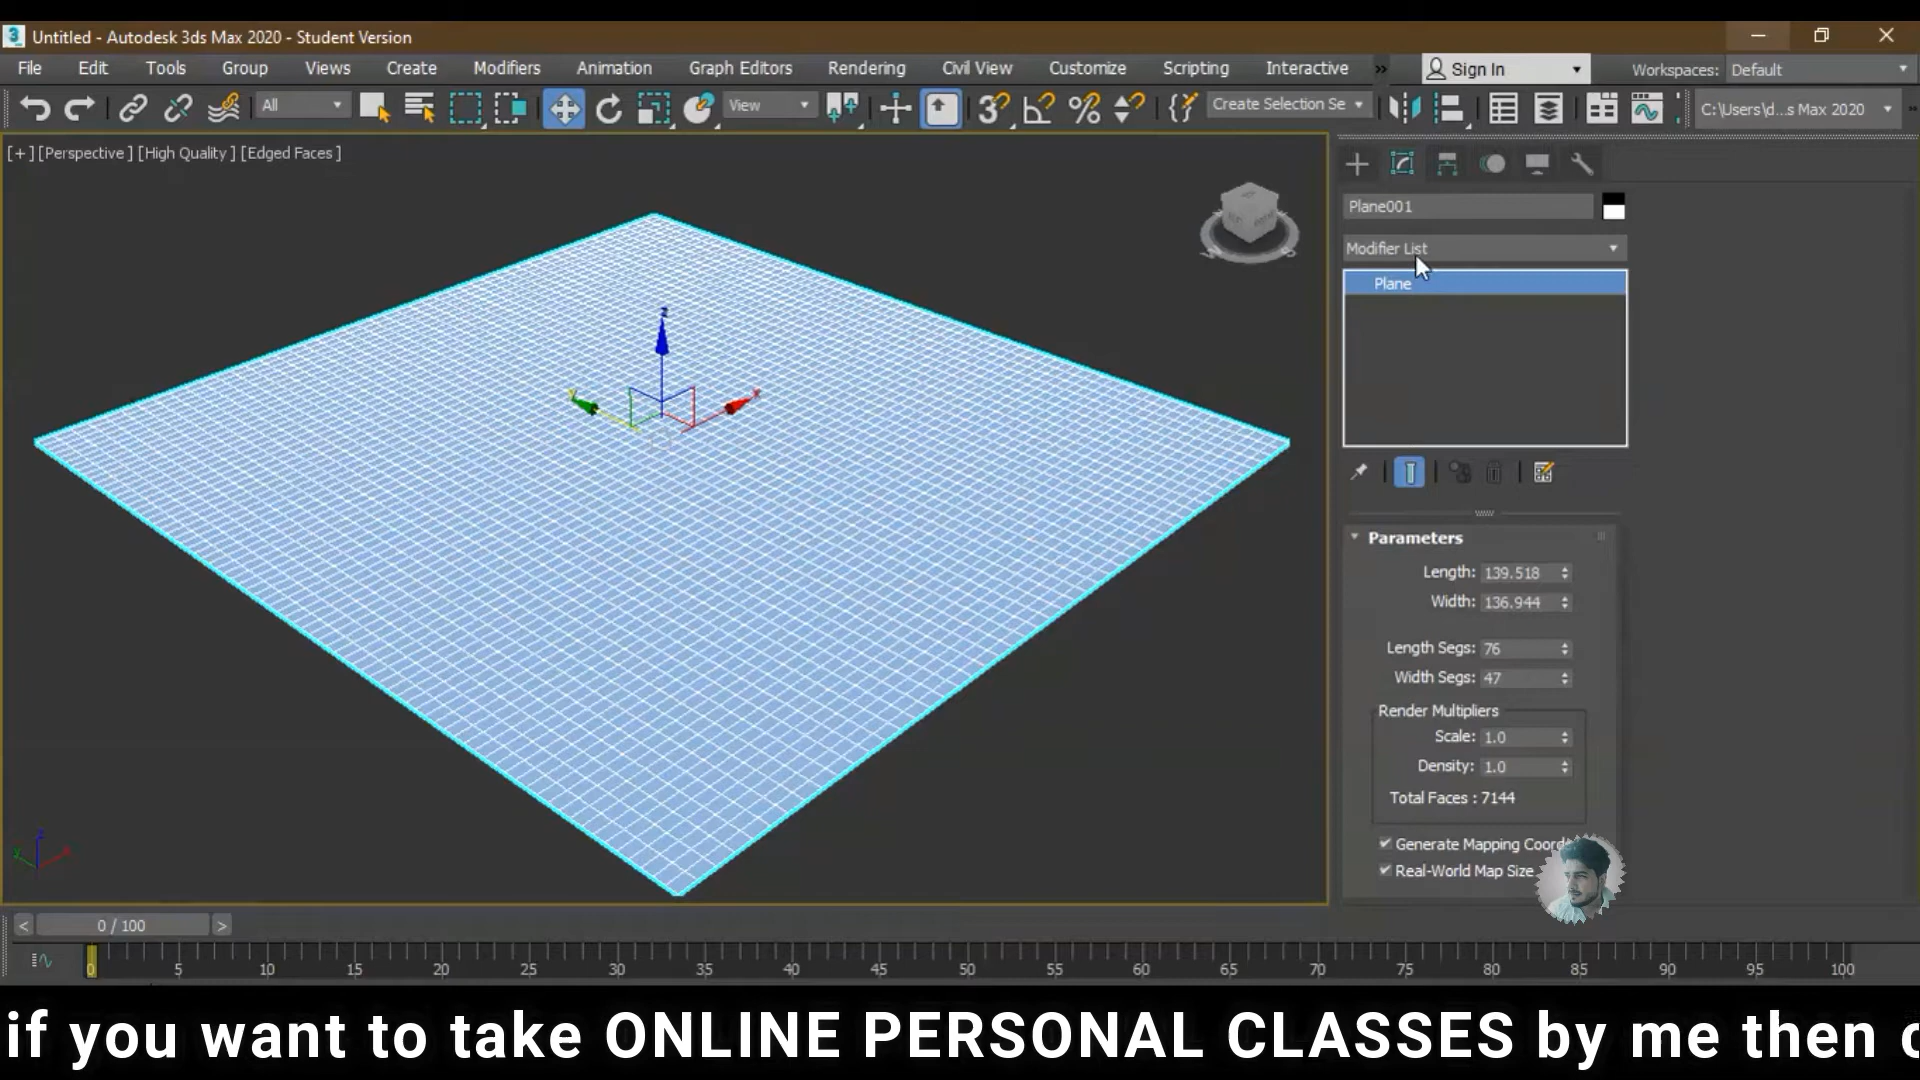 Untitled - Autodesk 3ds Max 2020 - Student Version
File Edit Tools Group Views Create Modifiers Animation Graph Editors Rendering Civil View Customize Scripting Interactive » Sign In Workspaces: Default
All View Create Selection Se C:\Users\d...s Max 2020
[+] [Perspective ] [High Quality ] [Edged Faces ]
Plane001
Modifier List
Plane
z
x
Parameters
Length: 139.518
Width: 136.944
Length Segs: 76
Width Segs: 47
Render Multipliers
Scale: 1.0
Density: 1.0
Total Faces : 7144
Generate Mapping Coord
Real-World Map Size
< 0 / 100 >
0 5 10 15 20 25 30 35 40 45 50 55 60 65 70 75 80 85 90 95 100
if you want to take ONLINE PERSONAL CLASSES by me then